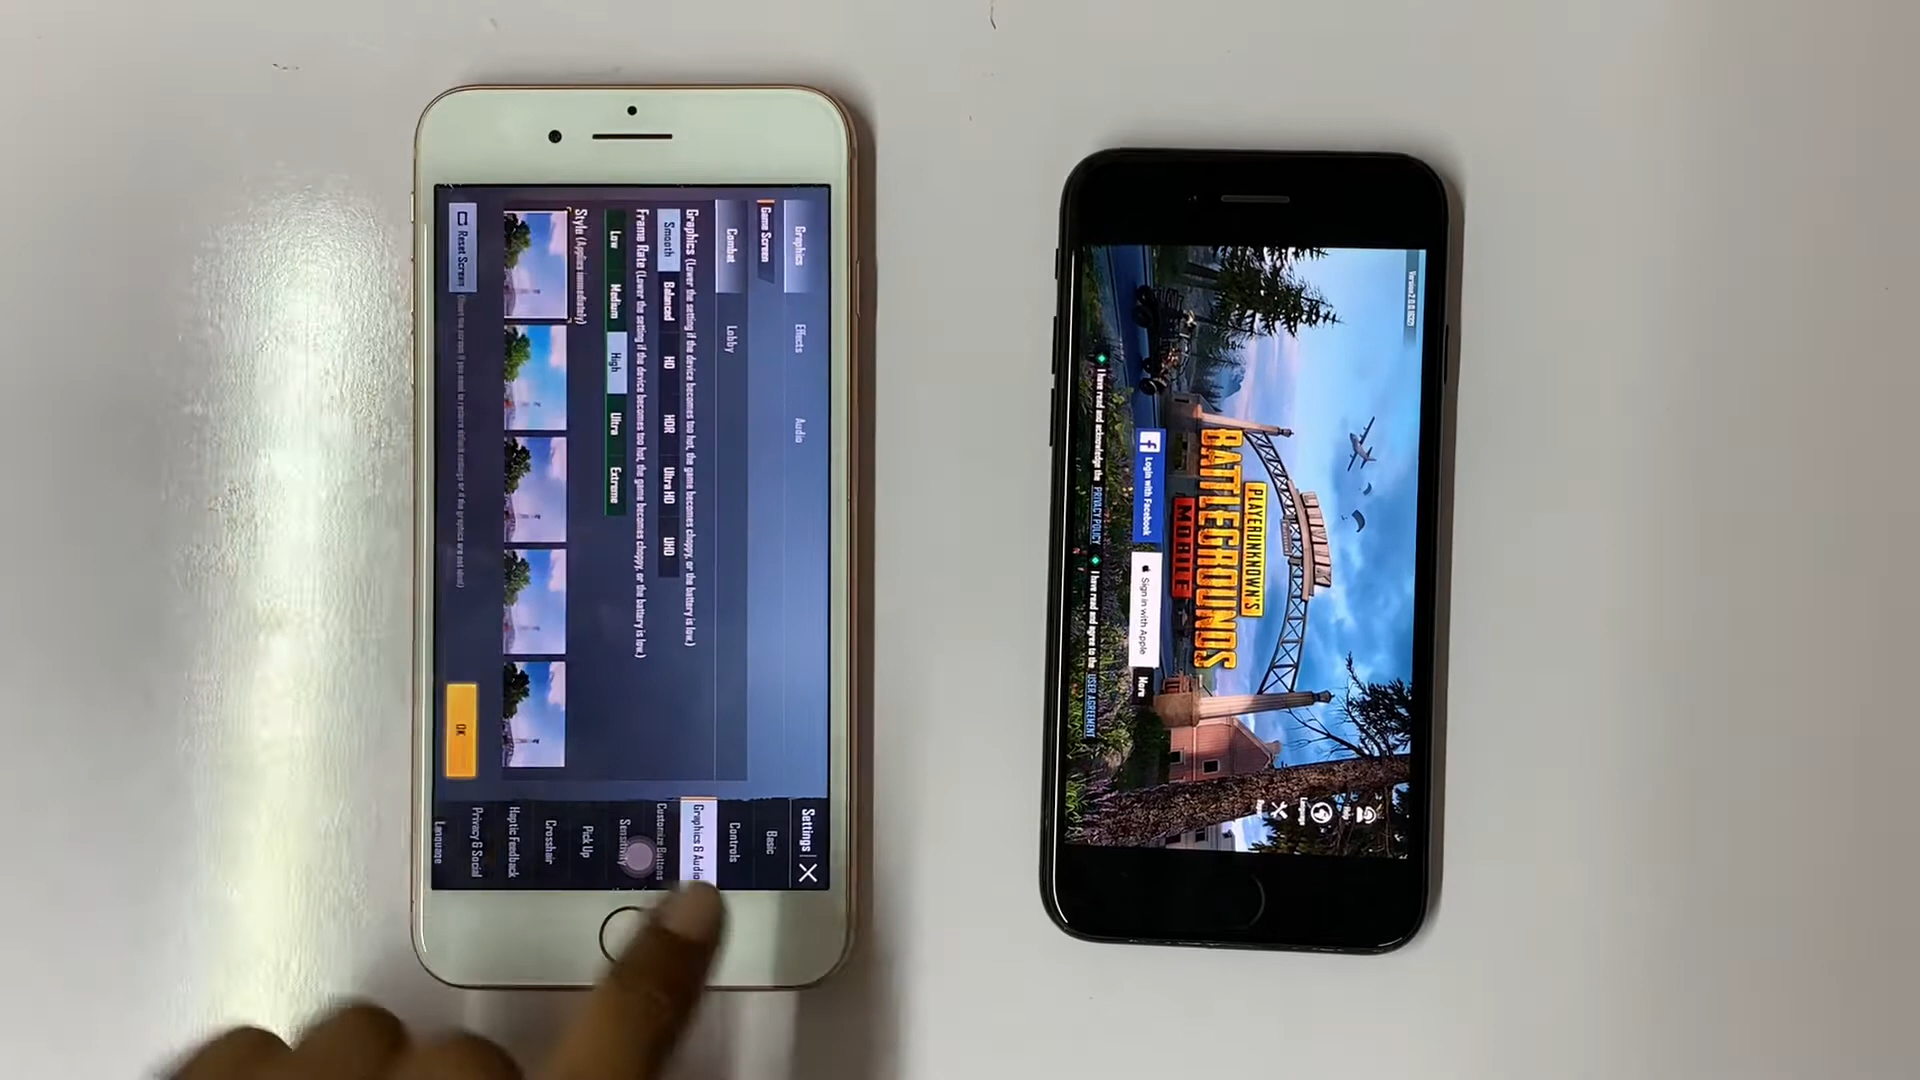 Graphics
Effects
Audio
Game Screen
Combat
Lobby
Graphics (Lower the setting if the device becomes too hot, the game becomes choppy, or the battery is low.)
Smooth
Balanced
HD
HDR
Ultra HD
UHD
Frame Rate (Lower the setting if the device becomes too hot, the game becomes choppy, or the battery is low.)
Low
Medium
High
Ultra
Extreme
Style (Applies immediately)
Reset Screen
OK
Settings
Basic
Controls
Graphics & Audio
Customize Buttons
Sensitivity
Pick Up
Crosshair
Haptic Feedback
Privacy & Social
Language
PLAYERUNKNOWN'S
BATTLEGROUNDS
MOBILE
Login with Facebook
Sign in with Apple
More
I have read and acknowledge the PRIVACY POLICY
I have read and agree to the USER AGREEMENT